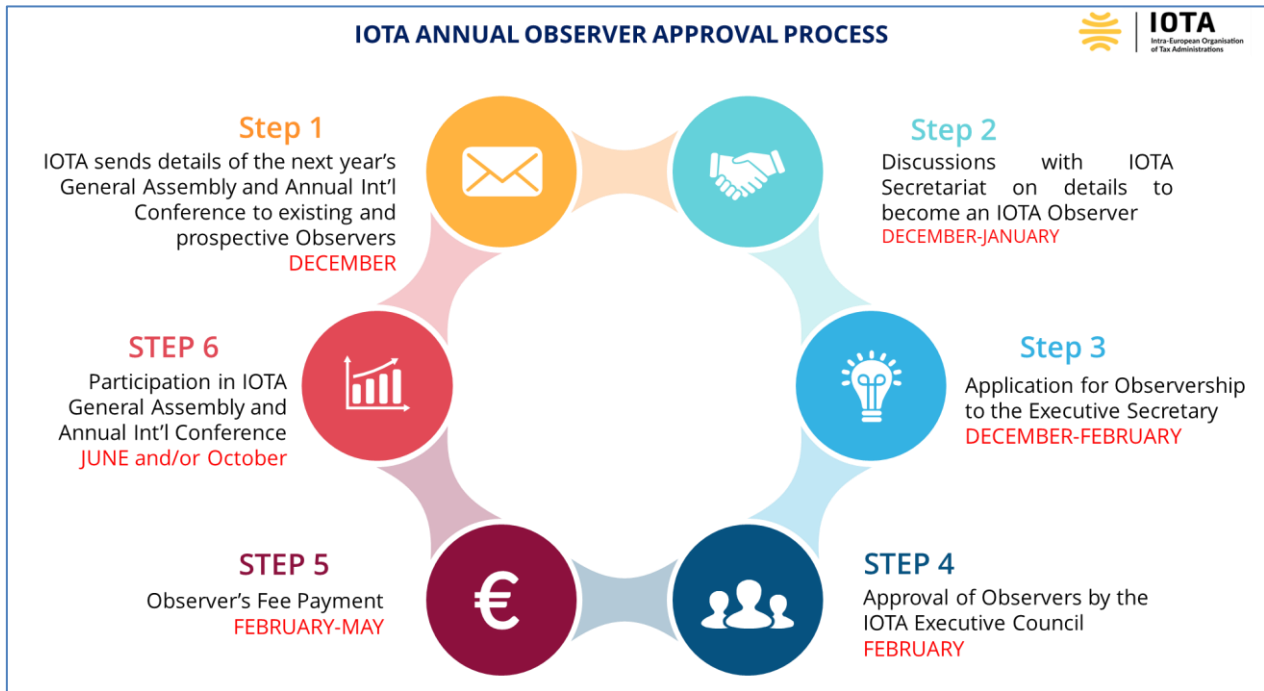 IOTA ANNUAL OBSERVER APPROVAL PROCESS
IOTA
Intra-European Organisation
of Tax Administrations
Step 1
IOTA sends details of the next year's
General Assembly and Annual Int'l
Conference to existing and
prospective Observers
DECEMBER
Step 2
Discussions with IOTA
Secretariat on details to
become an IOTA Observer
DECEMBER-JANUARY
Step 3
Application for Observership
to the Executive Secretary
DECEMBER-FEBRUARY
STEP 4
Approval of Observers by the
IOTA Executive Council
FEBRUARY
STEP 5
Observer's Fee Payment
FEBRUARY-MAY
€
STEP 6
Participation in IOTA
General Assembly and
Annual Int'l Conference
JUNE and/or October